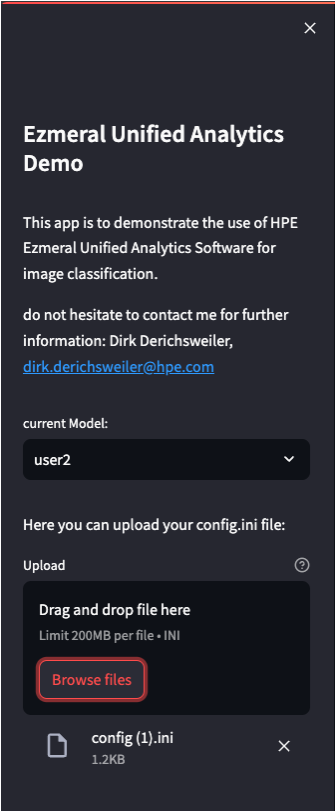 Ezmeral Unified Analytics
Demo
This app is to demonstrate the use of HPE
Ezmeral Unified Analytics Software for
image classification.
do not hesitate to contact me for further
information: Dirk Derichsweiler,
dirk.derichsweiler@hpe.com
current Model:
user2
Here you can upload your config.ini file:
Upload
Drag and drop file here
Limit 200MB per file • INI
Browse files
config (1).ini
1.2KB